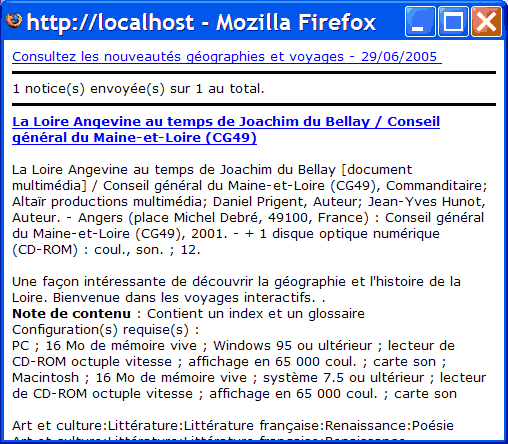 http://localhost - Mozilla Firefox
Consultez les nouveautés géographies et voyages - 29/06/2005
1 notice(s) envoyée(s) sur 1 au total.
La Loire Angevine au temps de Joachim du Bellay / Conseil
général du Maine-et-Loire (CG49)
La Loire Angevine au temps de Joachim du Bellay [document
multimédia] / Conseil général du Maine-et-Loire (CG49), Commanditaire;
Altaïr productions multimédia; Daniel Prigent, Auteur; Jean-Yves Hunot,
Auteur. - Angers (place Michel Debré, 49100, France) : Conseil général
du Maine-et-Loire (CG49), 2001. - + 1 disque optique numérique
(CD-ROM) : coul., son. ; 12.
Une façon intéressante de découvrir la géographie et l'histoire de la
Loire. Bienvenue dans les voyages interactifs. .
Note de contenu : Contient un index et un glossaire
Configuration(s) requise(s) :
PC ; 16 Mo de mémoire vive ; Windows 95 ou ultérieur ; lecteur de
CD-ROM octuple vitesse ; affichage en 65 000 coul. ; carte son ;
Macintosh ; 16 Mo de mémoire vive ; système 7.5 ou ultérieur ; lecteur
de CD-ROM octuple vitesse ; affichage en 65 000 coul. ; carte son
Art et culture:Littérature:Littérature française:Renaissance:Poésie
Art et culture:Littérature:Littérature française:Renaissance